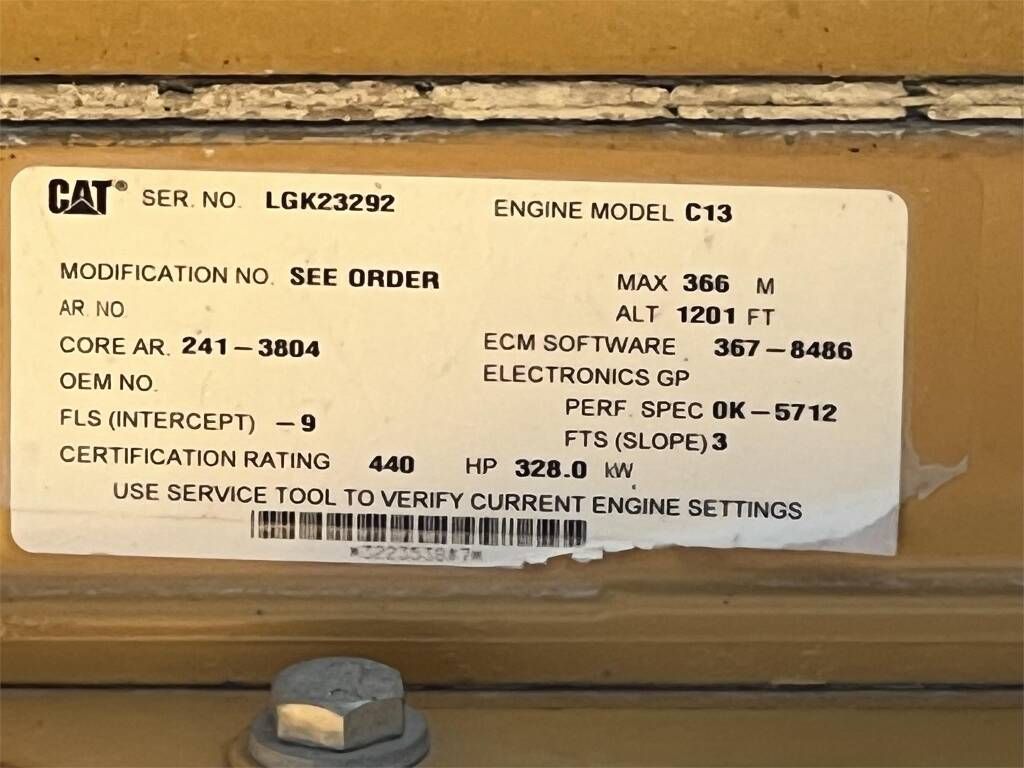 CAT® SER. NO. LGK23292 ENGINE MODEL C13
MODIFICATION NO. SEE ORDER MAX 366 M
AR. NO. ALT 1201 FT
CORE AR. 241-3804 ECM SOFTWARE 367-8486
OEM NO. ELECTRONICS GP
FLS (INTERCEPT) -9 PERF. SPEC 0K-5712
FTS (SLOPE) 3
CERTIFICATION RATING 440 HP 328.0 kW
USE SERVICE TOOL TO VERIFY CURRENT ENGINE SETTINGS